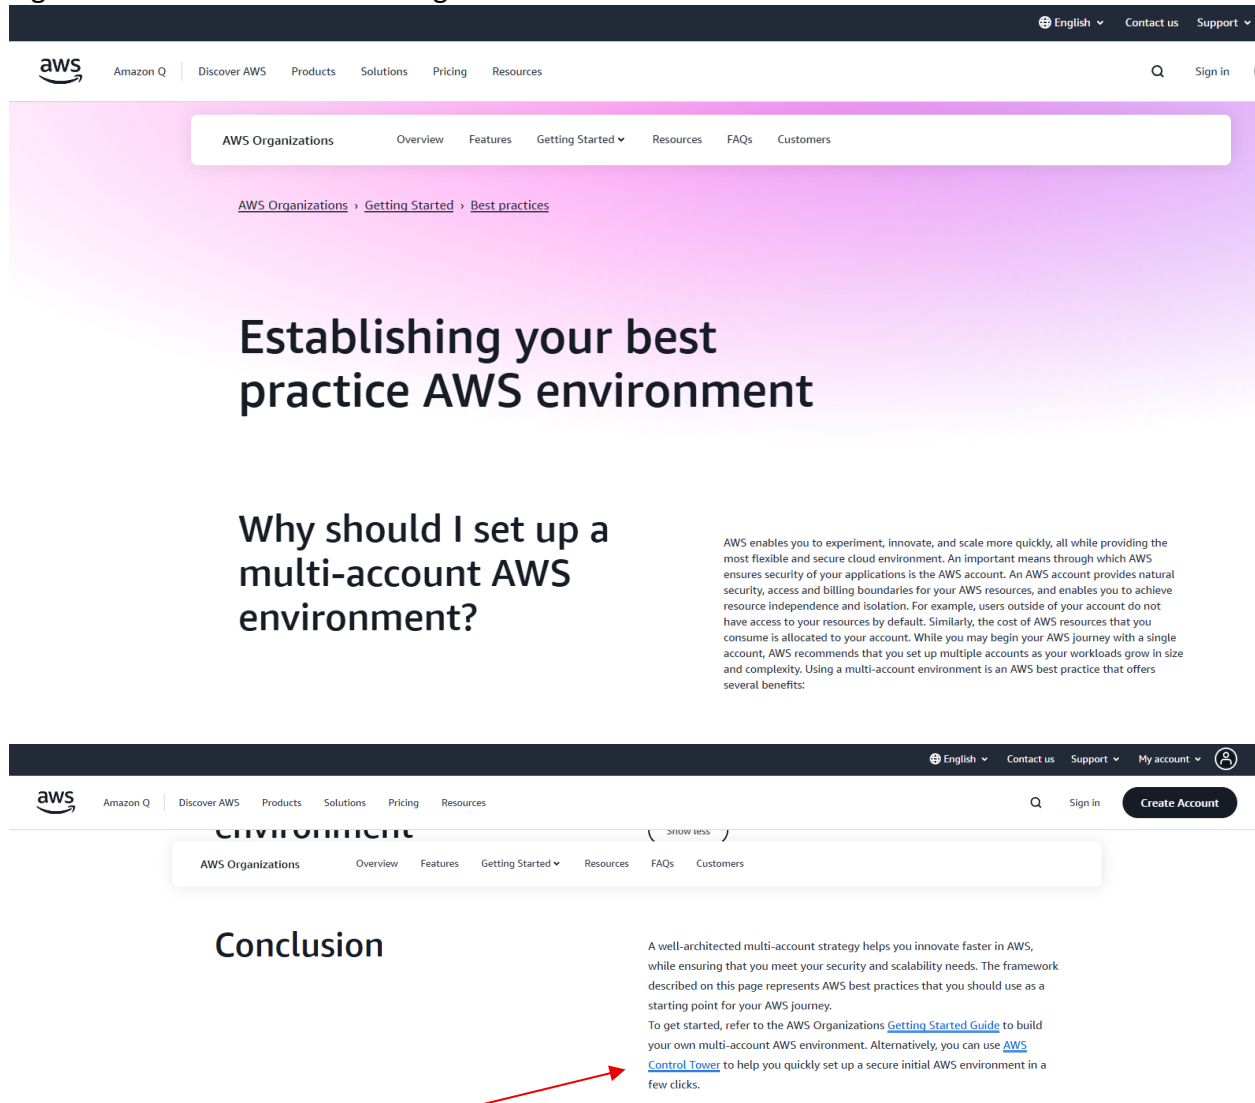 English Contact us Support
aws Amazon Q Discover AWS Products Solutions Pricing Resources Sign in
AWS Organizations Overview Features Getting Started Resources FAQs Customers
AWS Organizations › Getting Started › Best practices
Establishing your best
practice AWS environment
Why should I set up a
multi-account AWS
environment?
AWS enables you to experiment, innovate, and scale more quickly, all while providing the
most flexible and secure cloud environment. An important means through which AWS
ensures security of your applications is the AWS account. An AWS account provides natural
security, access and billing boundaries for your AWS resources, and enables you to achieve
resource independence and isolation. For example, users outside of your account do not
have access to your resources by default. Similarly, the cost of AWS resources that you
consume is allocated to your account. While you may begin your AWS journey with a single
account, AWS recommends that you set up multiple accounts as your workloads grow in size
and complexity. Using a multi-account environment is an AWS best practice that offers
several benefits:
English Contact us Support My account
aws Amazon Q Discover AWS Products Solutions Pricing Resources Sign in Create Account
environment Show less
AWS Organizations Overview Features Getting Started Resources FAQs Customers
Conclusion
A well-architected multi-account strategy helps you innovate faster in AWS,
while ensuring that you meet your security and scalability needs. The framework
described on this page represents AWS best practices that you should use as a
starting point for your AWS journey.
To get started, refer to the AWS Organizations Getting Started Guide to build
your own multi-account AWS environment. Alternatively, you can use AWS
Control Tower to help you quickly set up a secure initial AWS environment in a
few clicks.